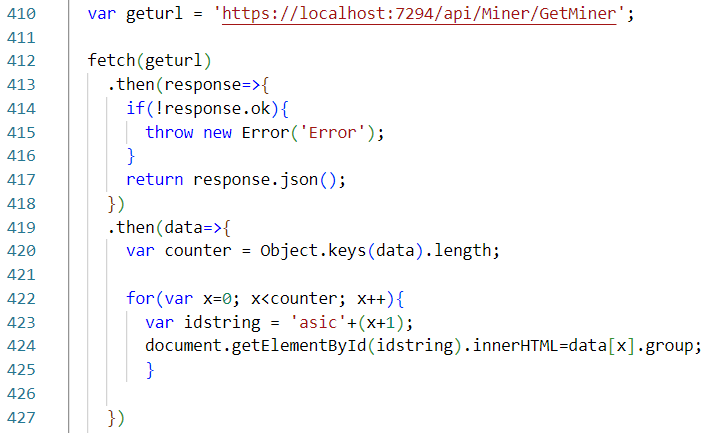 410 var geturl = 'https://localhost:7294/api/Miner/GetMiner';
411
412 fetch(geturl)
413 .then(response=>{
414 if(!response.ok){
415 throw new Error('Error');
416 }
417 return response.json();
418 })
419 .then(data=>{
420 var counter = Object.keys(data).length;
421
422 for(var x=0; x<counter; x++){
423 var idstring = 'asic'+(x+1);
424 document.getElementById(idstring).innerHTML=data[x].group;
425 }
426
427 })